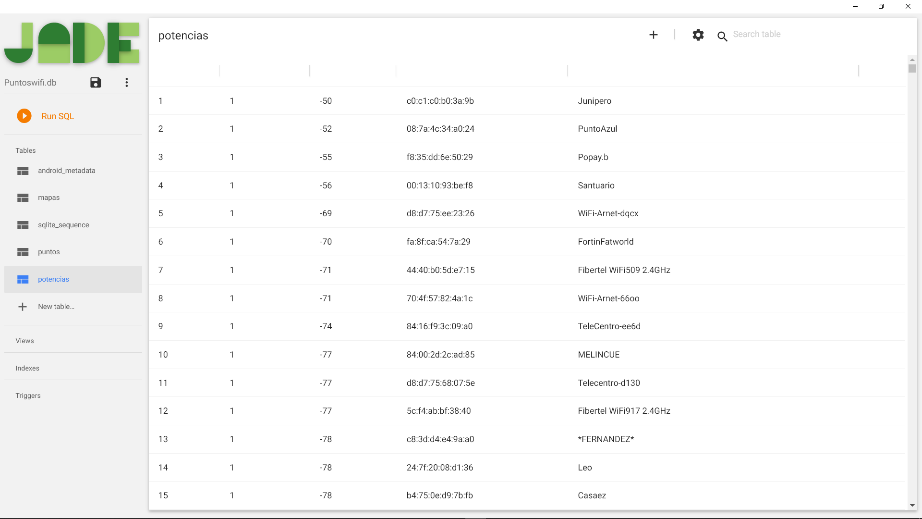 JADE
potencias
Search table
Puntoswifi.db
Run SQL
Tables
android_metadata
mapas
sqlite_sequence
puntos
potencias
New table...
Views
Indexes
Triggers
1 1 -50 c0:c1:c0:b0:3a:9b Junipero
2 1 -52 08:7a:4c:34:a0:24 PuntoAzul
3 1 -55 f8:35:dd:6e:50:29 Popay.b
4 1 -56 00:13:10:93:be:f8 Santuario
5 1 -69 d8:d7:75:ee:23:26 WiFi-Arnet-dqcx
6 1 -70 fa:8f:ca:54:7a:29 FortinFatworld
7 1 -71 44:40:b0:5d:e7:15 Fibertel WiFi509 2.4GHz
8 1 -71 70:4f:57:82:4a:1c WiFi-Arnet-66oo
9 1 -74 84:16:f9:3c:09:a0 TeleCentro-ee6d
10 1 -77 84:00:2d:2c:ad:85 MELINCUE
11 1 -77 d8:d7:75:68:07:5e Telecentro-d130
12 1 -77 5c:f4:ab:bf:38:40 Fibertel WiFi917 2.4GHz
13 1 -78 c8:3d:d4:e4:9a:a0 *FERNANDEZ*
14 1 -78 24:7f:20:08:d1:36 Leo
15 1 -78 b4:75:0e:d9:7b:fb Casaez